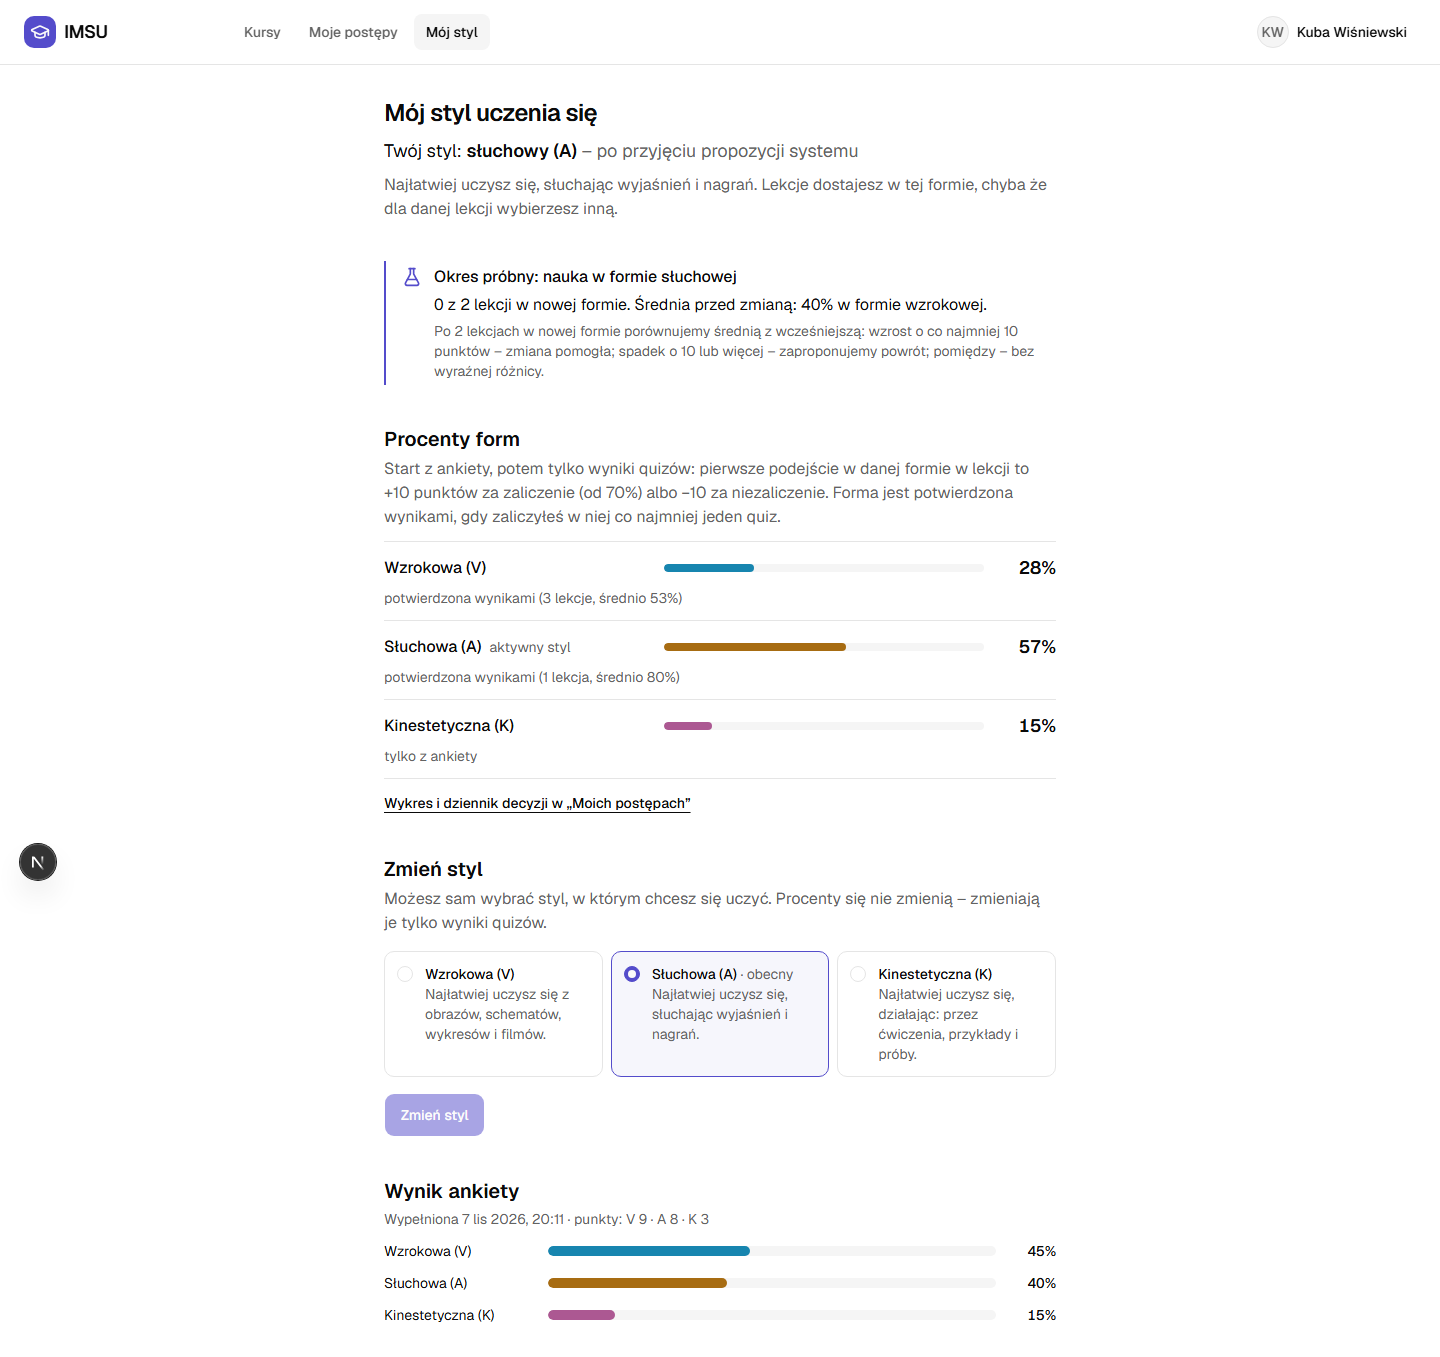 IMSU
Kursy
Moje postępy
Mój styl
KW
Kuba Wiśniewski
Mój styl uczenia się
Twój styl: słuchowy (A) – po przyjęciu propozycji systemu
Najłatwiej uczysz się, słuchając wyjaśnień i nagrań. Lekcje dostajesz w tej formie, chyba że
dla danej lekcji wybierzesz inną.
Okres próbny: nauka w formie słuchowej
0 z 2 lekcji w nowej formie. Średnia przed zmianą: 40% w formie wzrokowej.
Po 2 lekcjach w nowej formie porównujemy średnią z wcześniejszą: wzrost o co najmniej 10
punktów – zmiana pomogła; spadek o 10 lub więcej – zaproponujemy powrót; pomiędzy – bez
wyraźnej różnicy.
Procenty form
Start z ankiety, potem tylko wyniki quizów: pierwsze podejście w danej formie w lekcji to
+10 punktów za zaliczenie (od 70%) albo −10 za niezaliczenie. Forma jest potwierdzona
wynikami, gdy zaliczyłeś w niej co najmniej jeden quiz.
Wzrokowa (V)
28%
potwierdzona wynikami (3 lekcje, średnio 53%)
Słuchowa (A) aktywny styl
57%
potwierdzona wynikami (1 lekcja, średnio 80%)
Kinestetyczna (K)
15%
tylko z ankiety
Wykres i dziennik decyzji w „Moich postępach”
N
Zmień styl
Możesz sam wybrać styl, w którym chcesz się uczyć. Procenty się nie zmienią – zmieniają
je tylko wyniki quizów.
Wzrokowa (V)
Najłatwiej uczysz się z
obrazów, schematów,
wykresów i filmów.
Słuchowa (A) · obecny
Najłatwiej uczysz się,
słuchając wyjaśnień i
nagrań.
Kinestetyczna (K)
Najłatwiej uczysz się,
działając: przez
ćwiczenia, przykłady i
próby.
Zmień styl
Wynik ankiety
Wypełniona 7 lis 2026, 20:11 · punkty: V 9 · A 8 · K 3
Wzrokowa (V)
45%
Słuchowa (A)
40%
Kinestetyczna (K)
15%